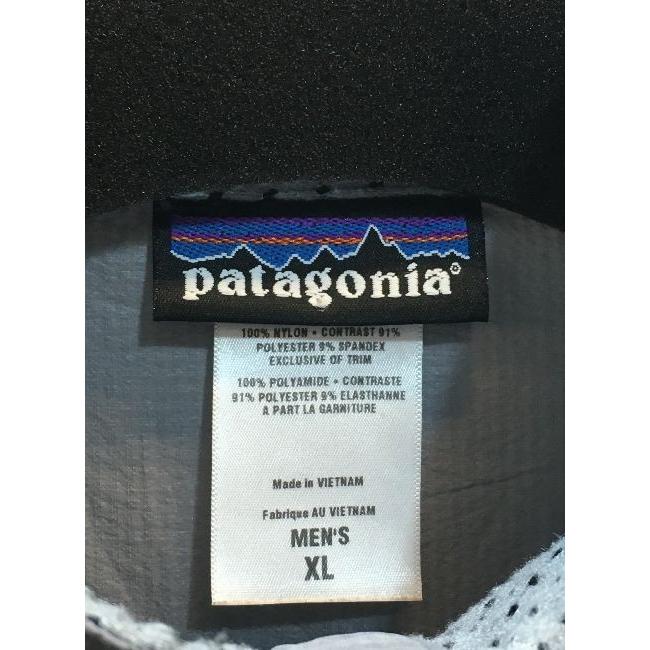 patagonia®
100% NYLON • CONTRAST 91%
POLYESTER 9% SPANDEX
EXCLUSIVE OF TRIM
100% POLYAMIDE • CONTRASTE
91% POLYESTER 9% ELASTHANNE
A PART LA GARNITURE
Made in VIETNAM
Fabrique AU VIETNAM
MEN'S
XL